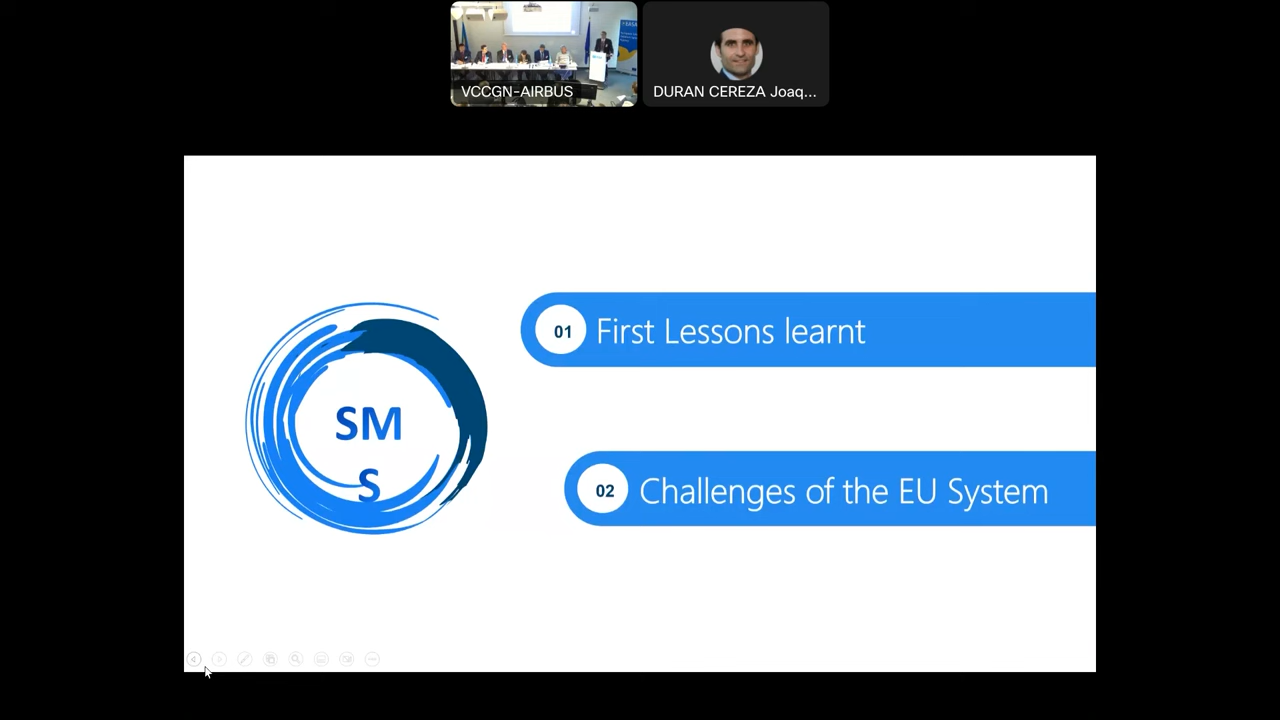 VCCGN-AIRBUS
DURAN CEREZA Joaq...
01 First Lessons learnt
SM
S
02 Challenges of the EU System